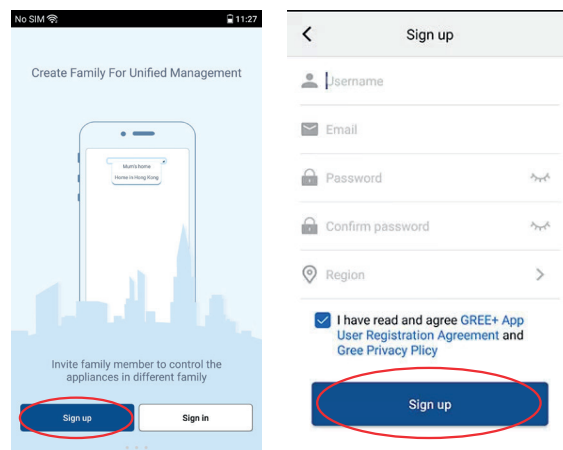 No SIM
11:27
Create Family For Unified Management
Mum's home
Home in Hong Kong
Invite family member to control the
appliances in different family
Sign up
Sign in
Sign up
Username
Email
Password
Confirm password
Region
I have read and agree GREE+ App
User Registration Agreement and
Gree Privacy Plicy
Sign up